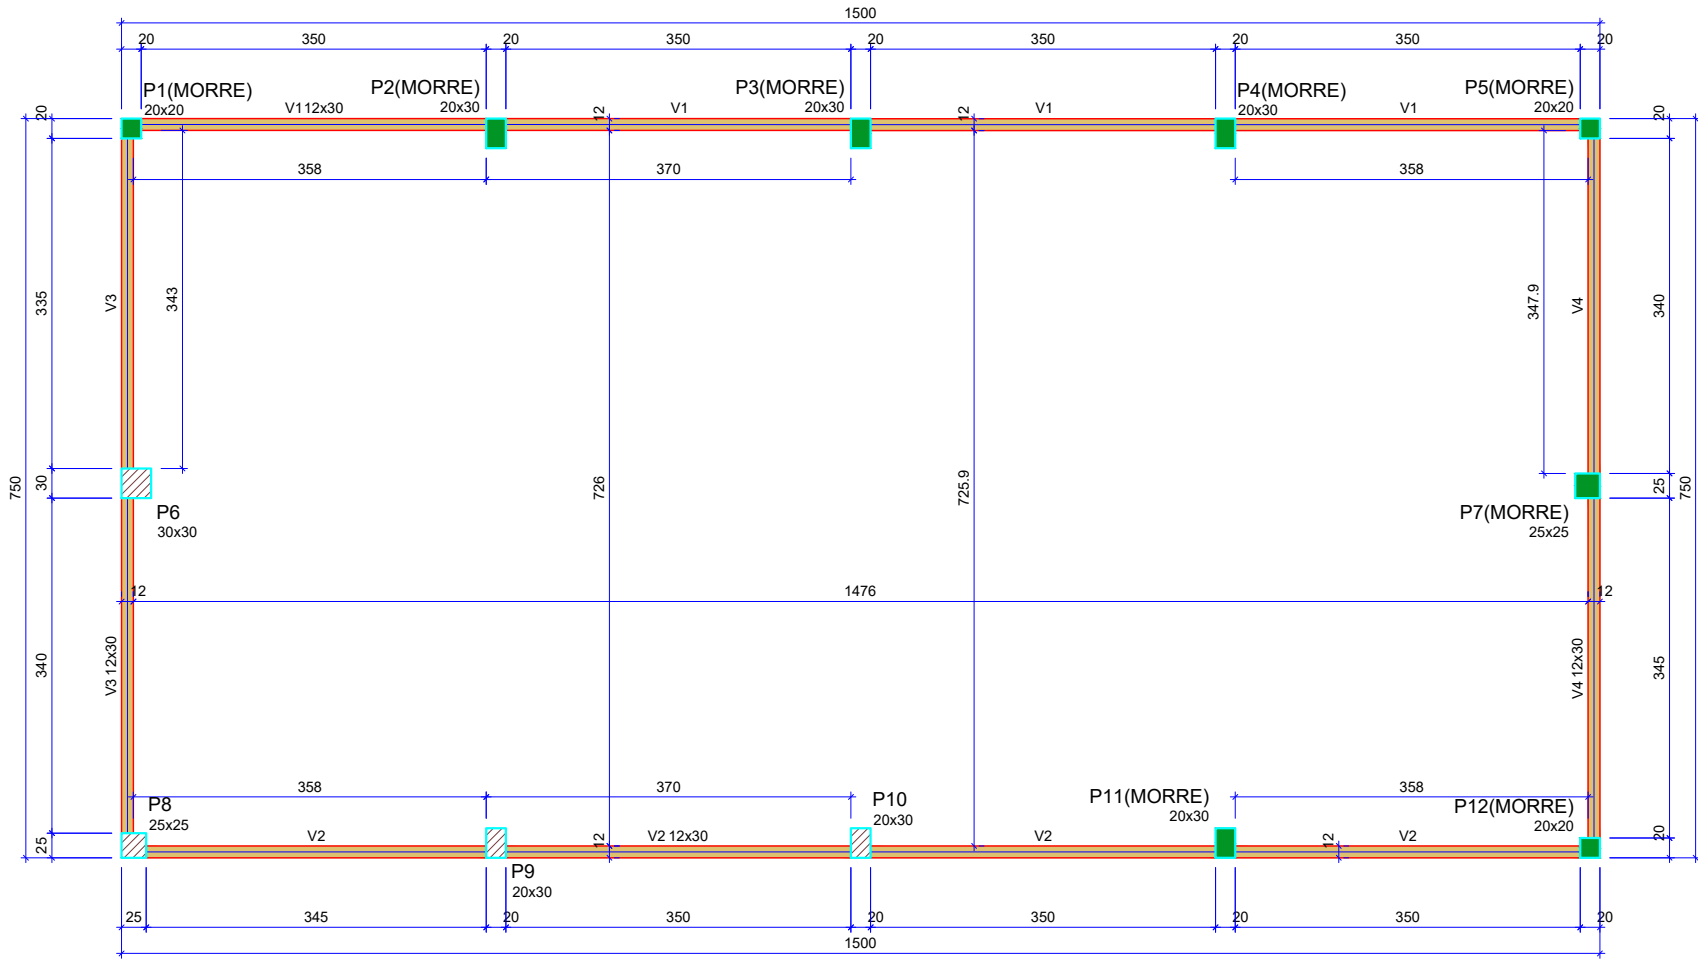 1500
20 350 20 350 20 350 20 350 20
P1(MORRE)
20x20
V1 12x30
P2(MORRE)
20x30
12
V1
P3(MORRE)
20x30
12
V1
P4(MORRE)
20x30
V1
P5(MORRE)
20x20
20
20
358
370
358
V3
335
343
347.9
V4
340
750
30
P6
30x30
726
725.9
P7(MORRE)
25x25
25
750
12
1476
12
340
V3 12x30
V4 12x30
345
358
370
358
P8
25x25
V2
12
V2 12x30
P10
20x30
V2
P11(MORRE)
20x30
12
V2
P12(MORRE)
20x20
25
20
P9
20x30
25 345 20 350 20 350 20 350 20
1500